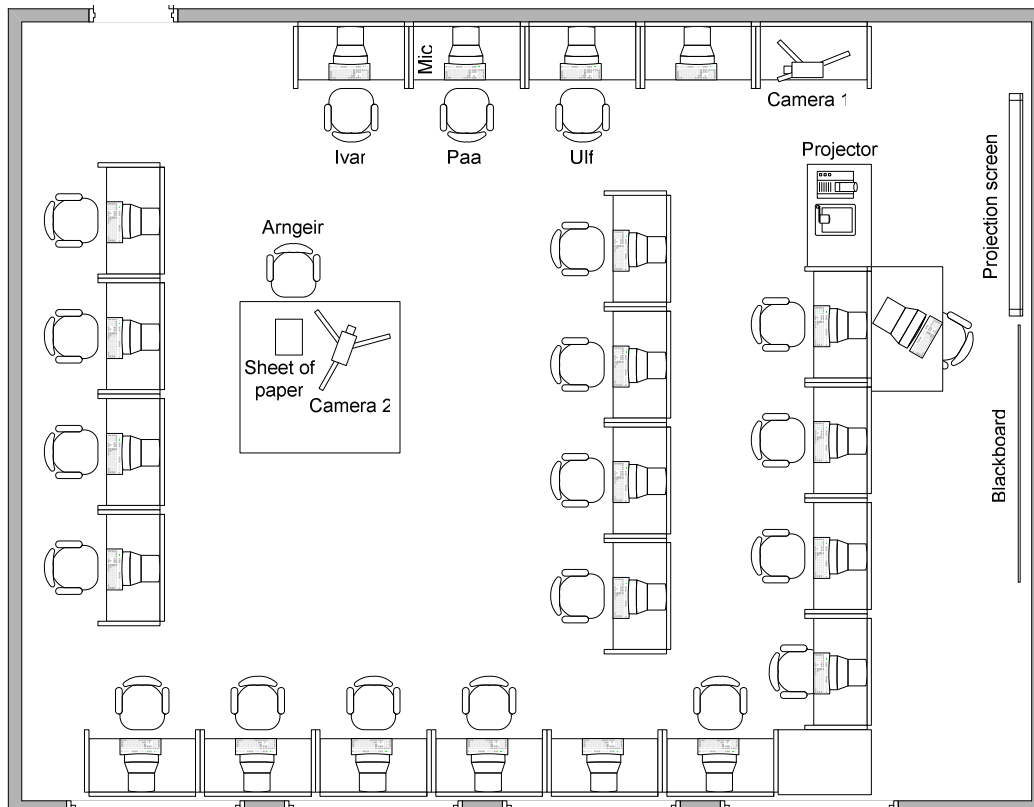 Mic
Camera 1
Ivar
Paa
Ulf
Projector
Projection screen
Arngeir
Sheet of
paper
Camera 2
Blackboard